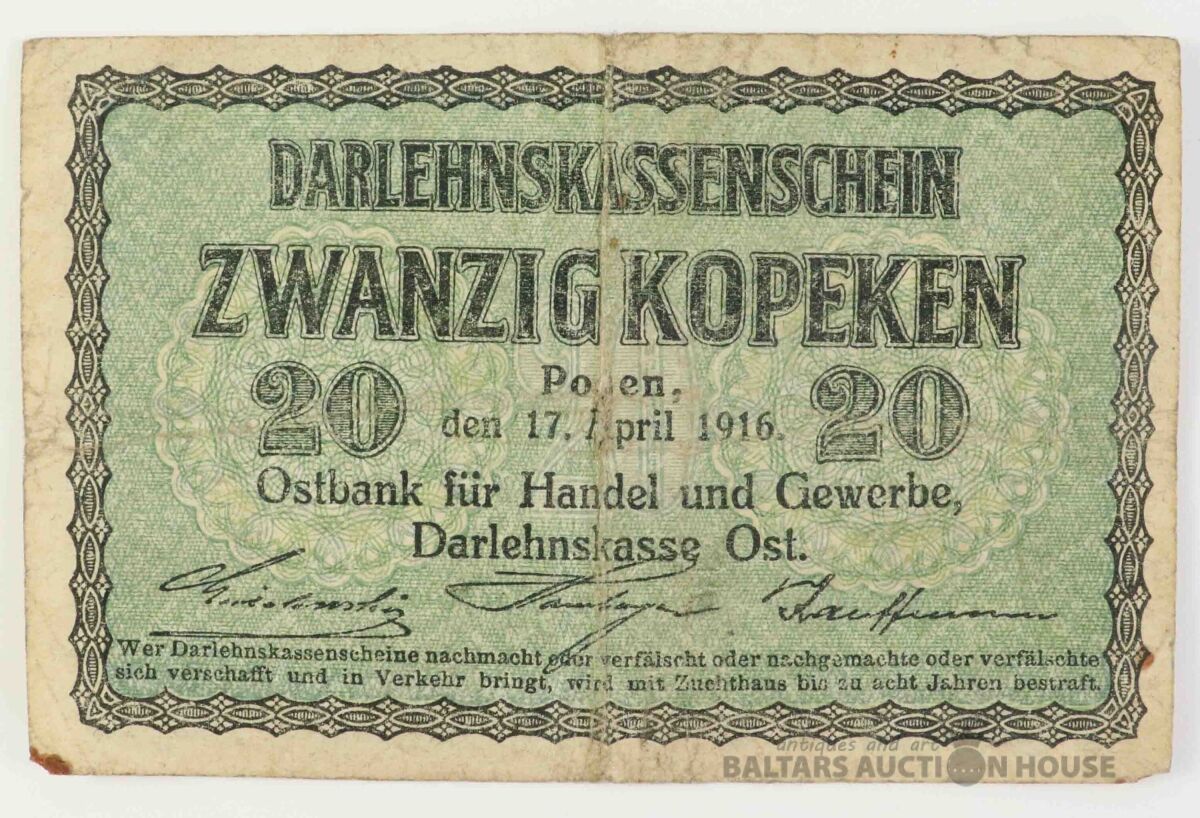 DARLEHNSKASSENSCHEIN
ZWANZIG KOPEKEN
20 Posen, 20
den 17. April 1916.
Ostbank für Handel und Gewerbe,
Darlehnskasse Ost.
Kauffmann
Wer Darlehnskassenscheine nachmacht oder verfälscht oder nachgemachte oder verfälschte
sich verschafft und in Verkehr bringt, wird mit Zuchthaus bis zu acht Jahren bestraft.
antiques and art
BALTARS AUCTION HOUSE